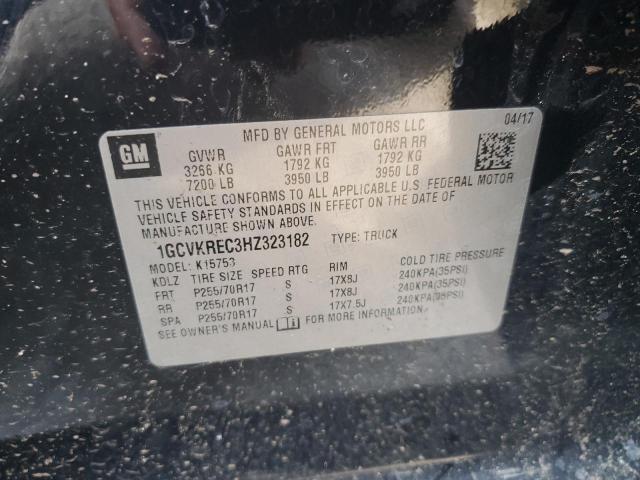 GM
MFD BY GENERAL MOTORS LLC
04/17
GVWR GAWR FRT GAWR RR
3266 KG 1792 KG 1792 KG
7200 LB 3950 LB 3950 LB
THIS VEHICLE CONFORMS TO ALL APPLICABLE U.S. FEDERAL MOTOR
VEHICLE SAFETY STANDARDS IN EFFECT ON THE DATE OF
MANUFACTURE SHOWN ABOVE.
1GCVKREC3HZ323182 TYPE: TRUCK
MODEL: K15753
KDLZ TIRE SIZE SPEED RTG RIM COLD TIRE PRESSURE
FRT P255/70R17 S 17X8J 240KPA(35PSI)
RR P255/70R17 S 17X8J 240KPA(35PSI)
SPA P255/70R17 S 17X7.5J 240KPA(35PSI)
SEE OWNER'S MANUAL FOR MORE INFORMATION.